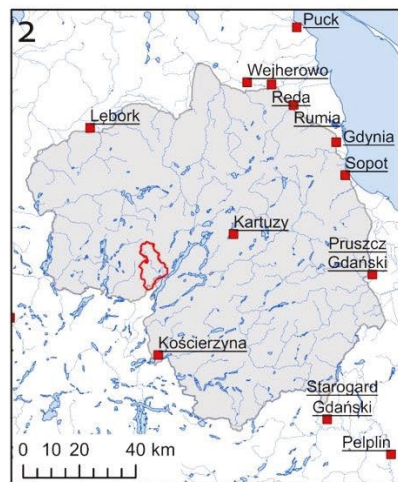 2
Puck
Wejherowo
Reda
Rumia
Lębork
Gdynia
Sopot
Kartuzy
Pruszcz
Gdański
Kościerzyna
Starogard
Gdański
Pelplin
0 10 20 40 km